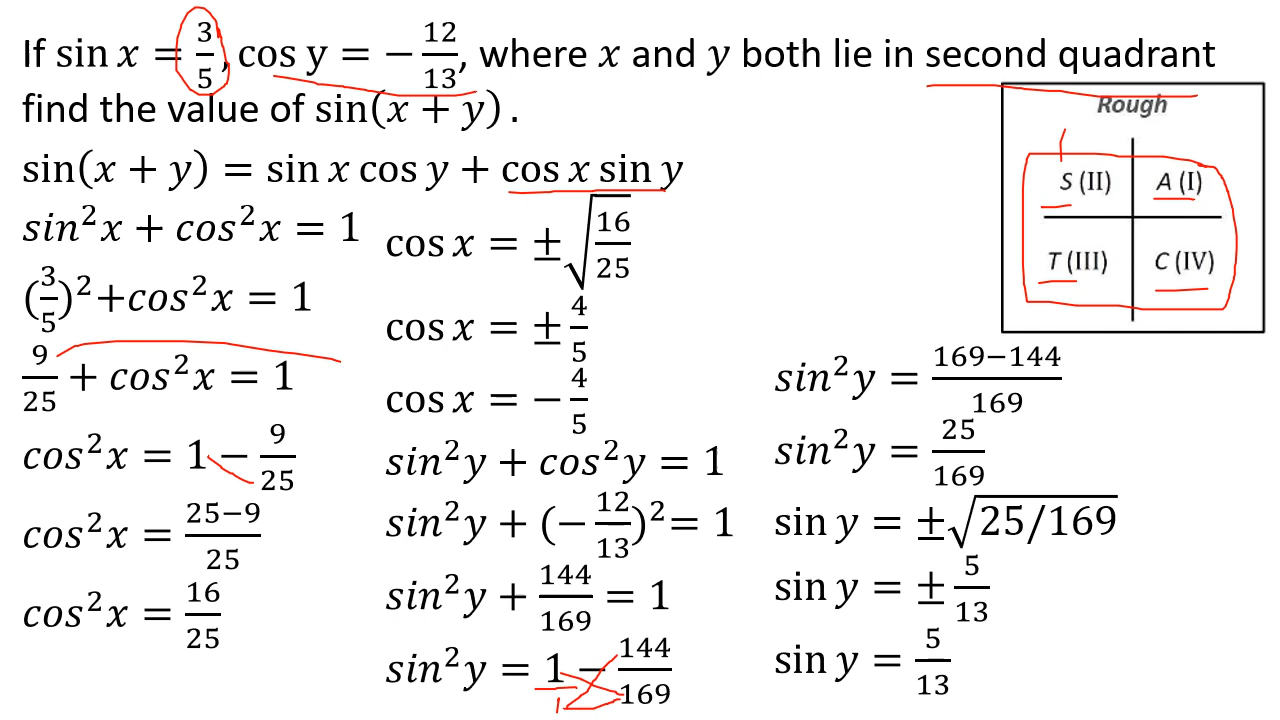 If sin x = 3/5, cos y = −12/13, where x and y both lie in second quadrant
find the value of sin(x + y) .
Rough
S (II) A (I)
T (III) C (IV)
sin(x + y) = sin x cos y + cos x sin y
sin²x + cos²x = 1
(3/5)²+cos²x = 1
9/25 + cos²x = 1
cos²x = 1 − 9/25
cos²x = 25−9/25
cos²x = 16/25
cos x = ±√16/25
cos x = ± 4/5
cos x = − 4/5
sin²y + cos²y = 1
sin²y + (−12/13)²= 1
sin²y + 144/169 = 1
sin²y = 1 − 144/169
sin²y = 169−144/169
sin²y = 25/169
sin y = ±√25/169
sin y = ± 5/13
sin y = 5/13